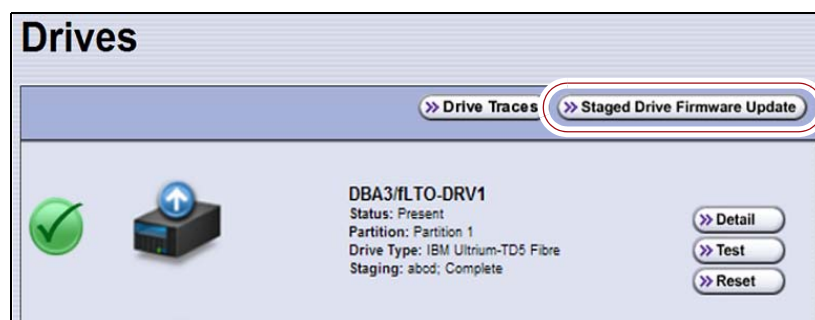 Drives
>> Drive Traces
>> Staged Drive Firmware Update
DBA3/fLTO-DRV1
Status: Present
Partition: Partition 1
Drive Type: IBM Ultrium-TD5 Fibre
Staging: abcd; Complete
>> Detail
>> Test
>> Reset